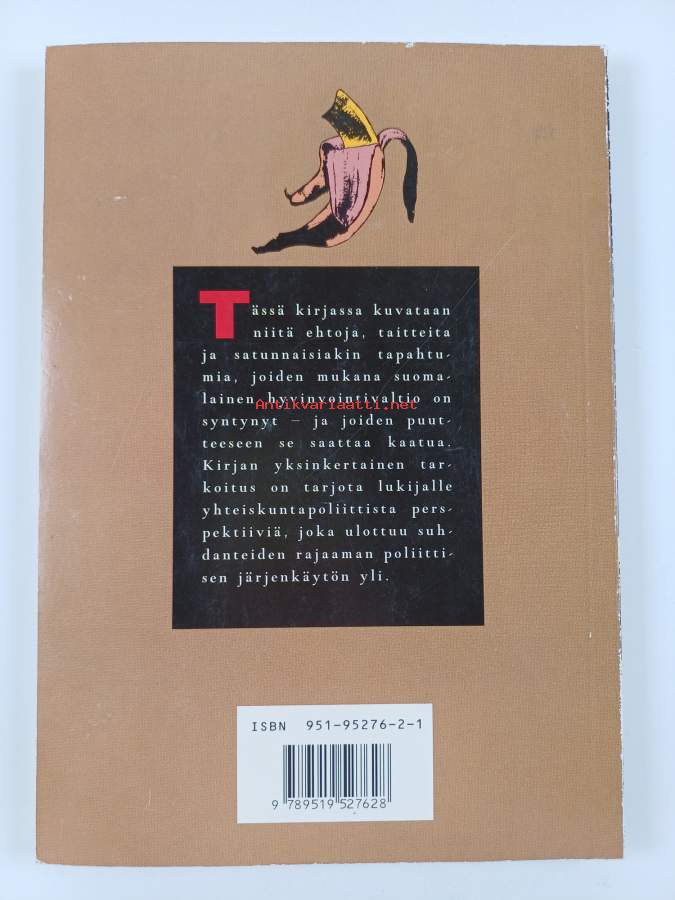 Tässä kirjassa kuvataan
niitä ehtoja, taitteita
ja satunnaisiakin tapahtu-
mia, joiden mukana suoma-
lainen hyvinvointivaltio on
Antikvariaatti.net
syntynyt – ja joiden puut-
teeseen se saattaa kaatua.
Kirjan yksinkertainen tar-
koitus on tarjota lukijalle
yhteiskuntapoliittista pers-
pektiiviä, joka ulottuu suh-
danteiden rajaaman poliitti-
sen järjenkäytön yli.
ISBN 951-95276-2-1
9 789519 527628